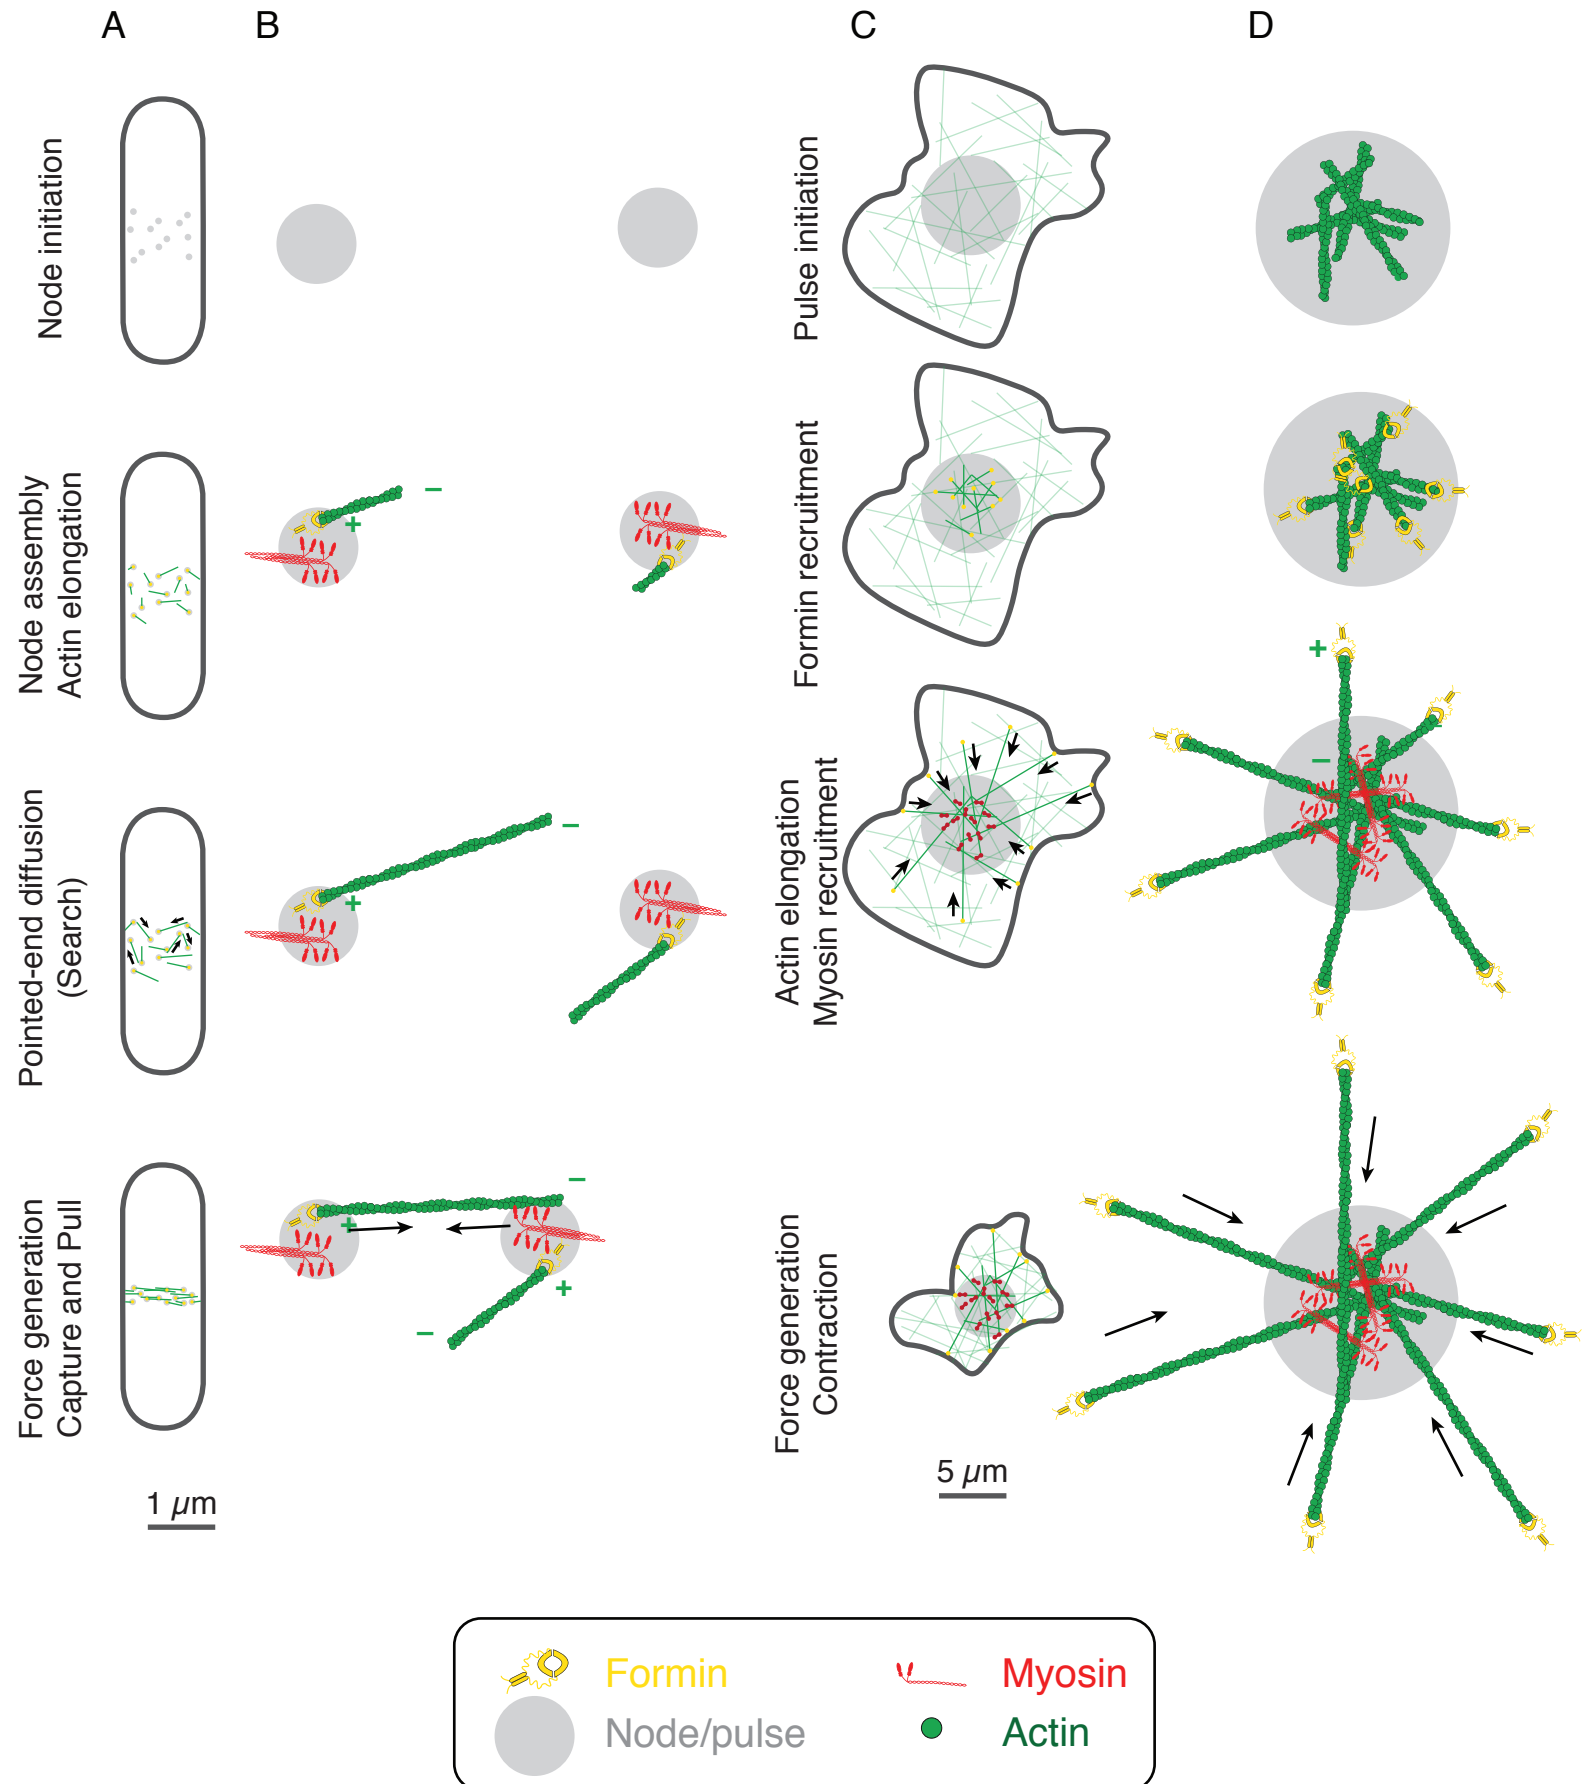 A
B
C
D
Node initiation
Pulse initiation
Node assembly
Actin elongation
−
+
Formin recruitment
Pointed-end diffusion
(Search)
−
+
Actin elongation
Myosin recruitment
+
−
Force generation
Capture and Pull
−
+
+
−
Force generation
Contraction
1 µm
5 µm
Formin
Myosin
Node/pulse
Actin